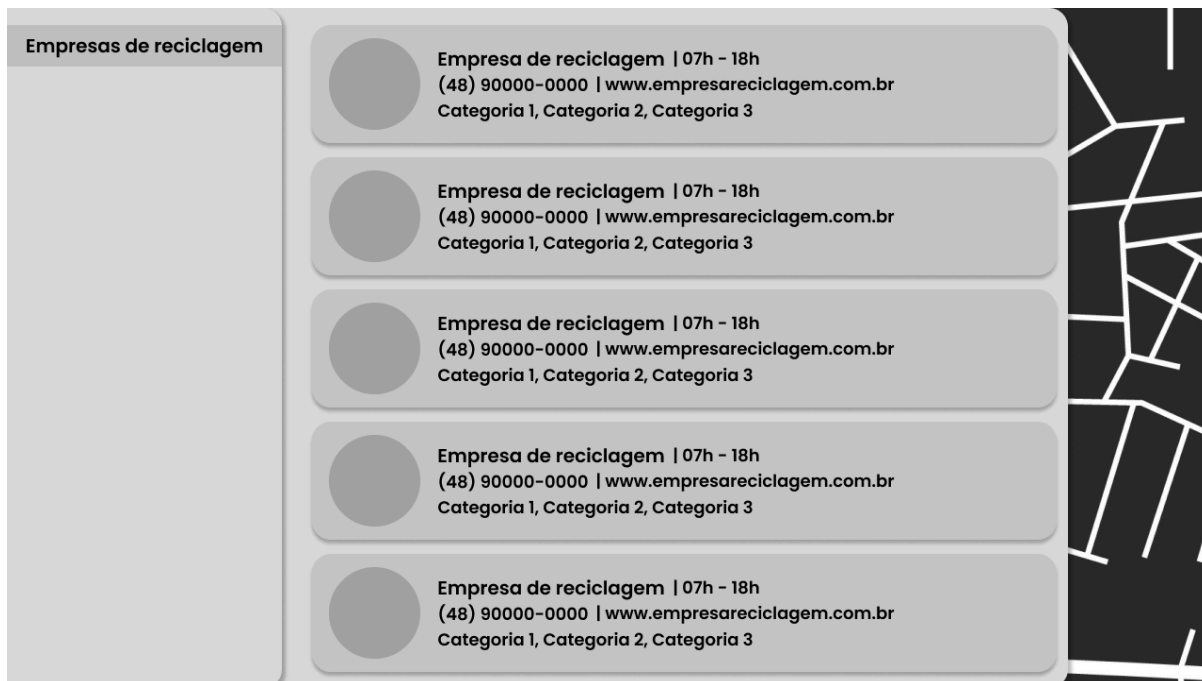 Empresas de reciclagem
Empresa de reciclagem | 07h - 18h
(48) 90000-0000 | www.empresareciclagem.com.br
Categoria 1, Categoria 2, Categoria 3
Empresa de reciclagem | 07h - 18h
(48) 90000-0000 | www.empresareciclagem.com.br
Categoria 1, Categoria 2, Categoria 3
Empresa de reciclagem | 07h - 18h
(48) 90000-0000 | www.empresareciclagem.com.br
Categoria 1, Categoria 2, Categoria 3
Empresa de reciclagem | 07h - 18h
(48) 90000-0000 | www.empresareciclagem.com.br
Categoria 1, Categoria 2, Categoria 3
Empresa de reciclagem | 07h - 18h
(48) 90000-0000 | www.empresareciclagem.com.br
Categoria 1, Categoria 2, Categoria 3